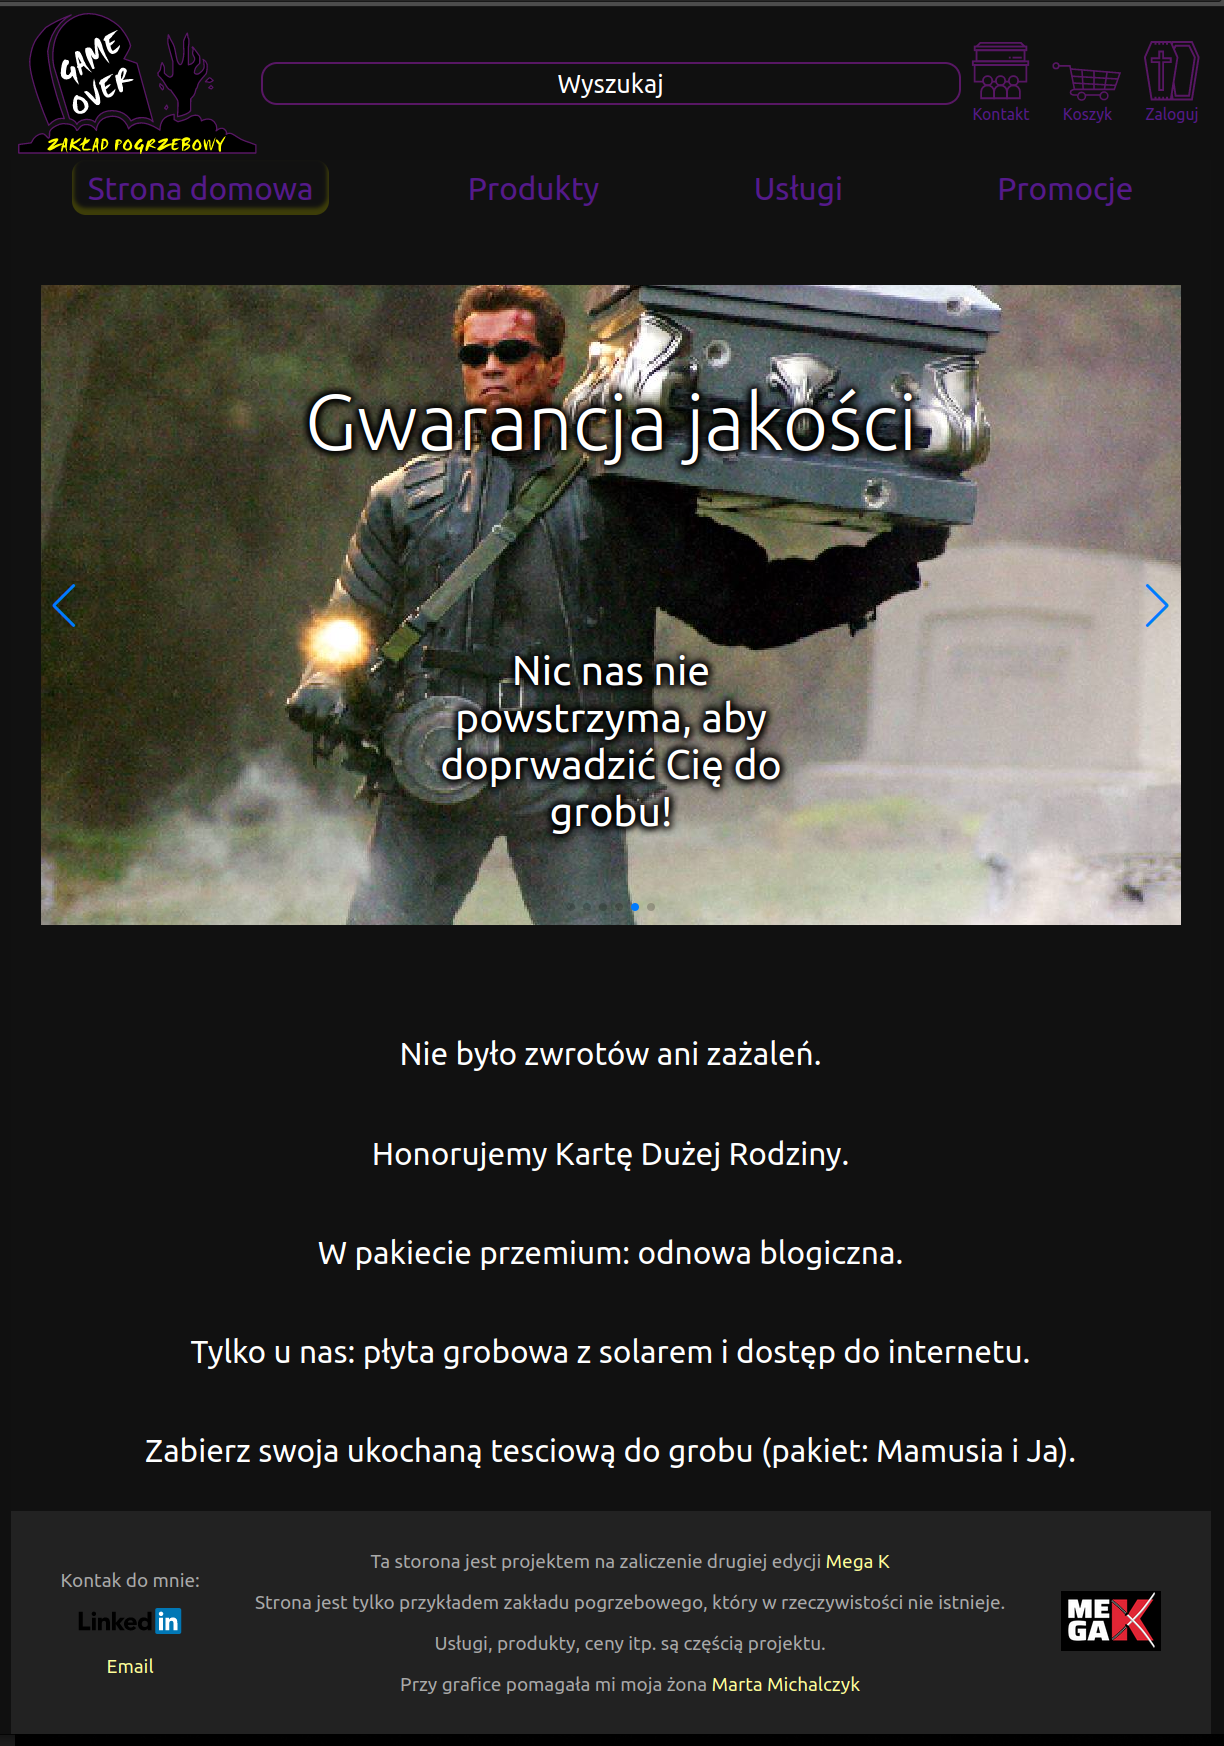 GAME
OVER
ZAKŁAD POGRZEBOWY
Wyszukaj
Kontakt
Koszyk
Zaloguj
Strona domowa
Produkty
Usługi
Promocje
Gwarancja jakości
Nic nas nie
powstrzyma, aby
doprwadzić Cię do
grobu!
Nie było zwrotów ani zażaleń.
Honorujemy Kartę Dużej Rodziny.
W pakiecie przemium: odnowa blogiczna.
Tylko u nas: płyta grobowa z solarem i dostęp do internetu.
Zabierz swoja ukochaną tesciową do grobu (pakiet: Mamusia i Ja).
Kontak do mnie:
Linked in
Email
Ta storona jest projektem na zaliczenie drugiej edycji Mega K
Strona jest tylko przykładem zakładu pogrzebowego, który w rzeczywistości nie istnieje.
Usługi, produkty, ceny itp. są częścią projektu.
Przy grafice pomagała mi moja żona Marta Michalczyk
MEGA K